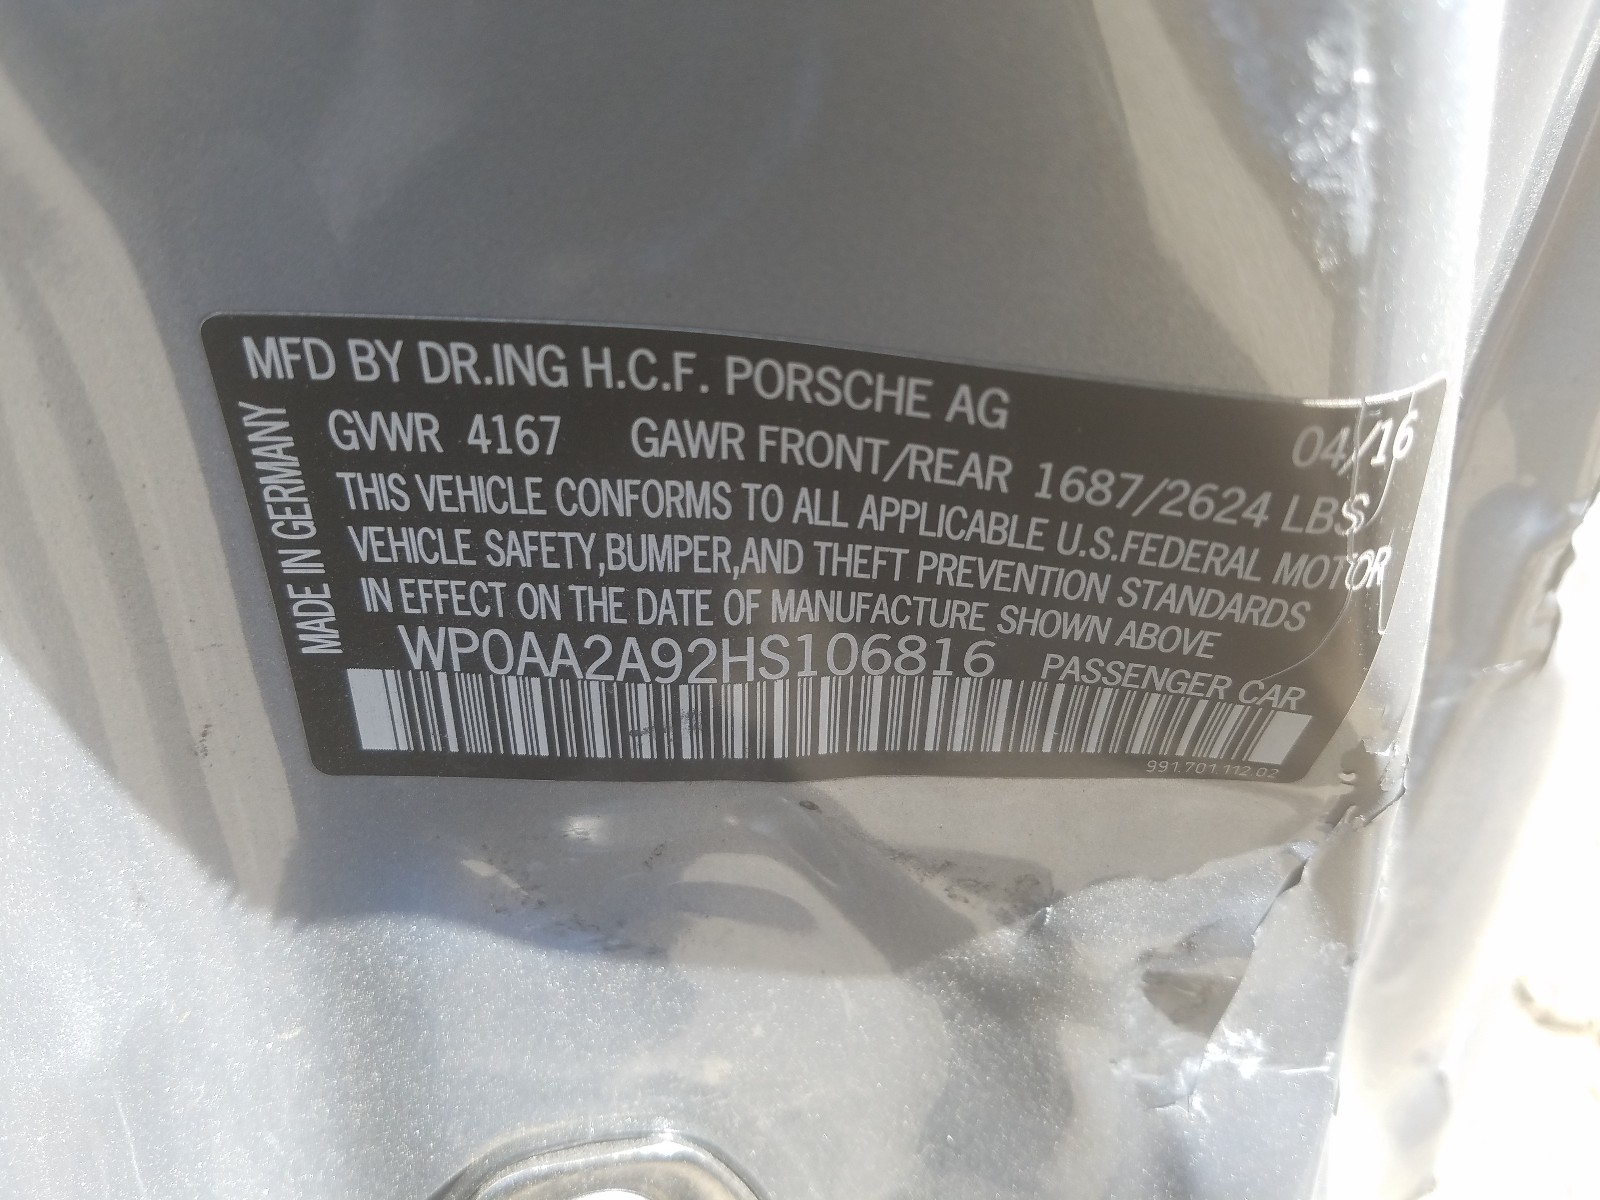 MFD BY DR.ING H.C.F. PORSCHE AG
04/16
GVWR 4167 GAWR FRONT/REAR 1687/2624 LBS
THIS VEHICLE CONFORMS TO ALL APPLICABLE U.S.FEDERAL MOTOR
VEHICLE SAFETY,BUMPER,AND THEFT PREVENTION STANDARDS
IN EFFECT ON THE DATE OF MANUFACTURE SHOWN ABOVE
WP0AA2A92HS106816 PASSENGER CAR
991.701.112.02
MADE IN GERMANY